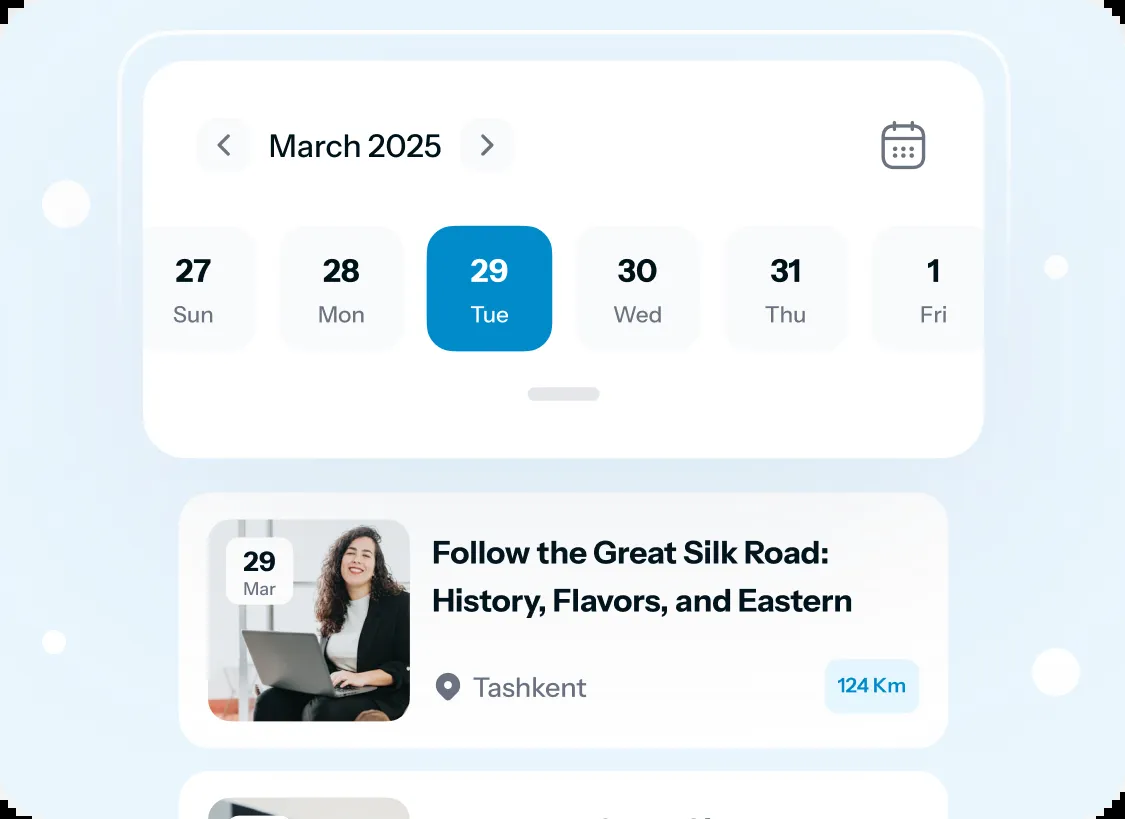 March 2025
27 28 29 30 31 1
Sun Mon Tue Wed Thu Fri
29
Mar
Follow the Great Silk Road:
History, Flavors, and Eastern
Tashkent
124 Km